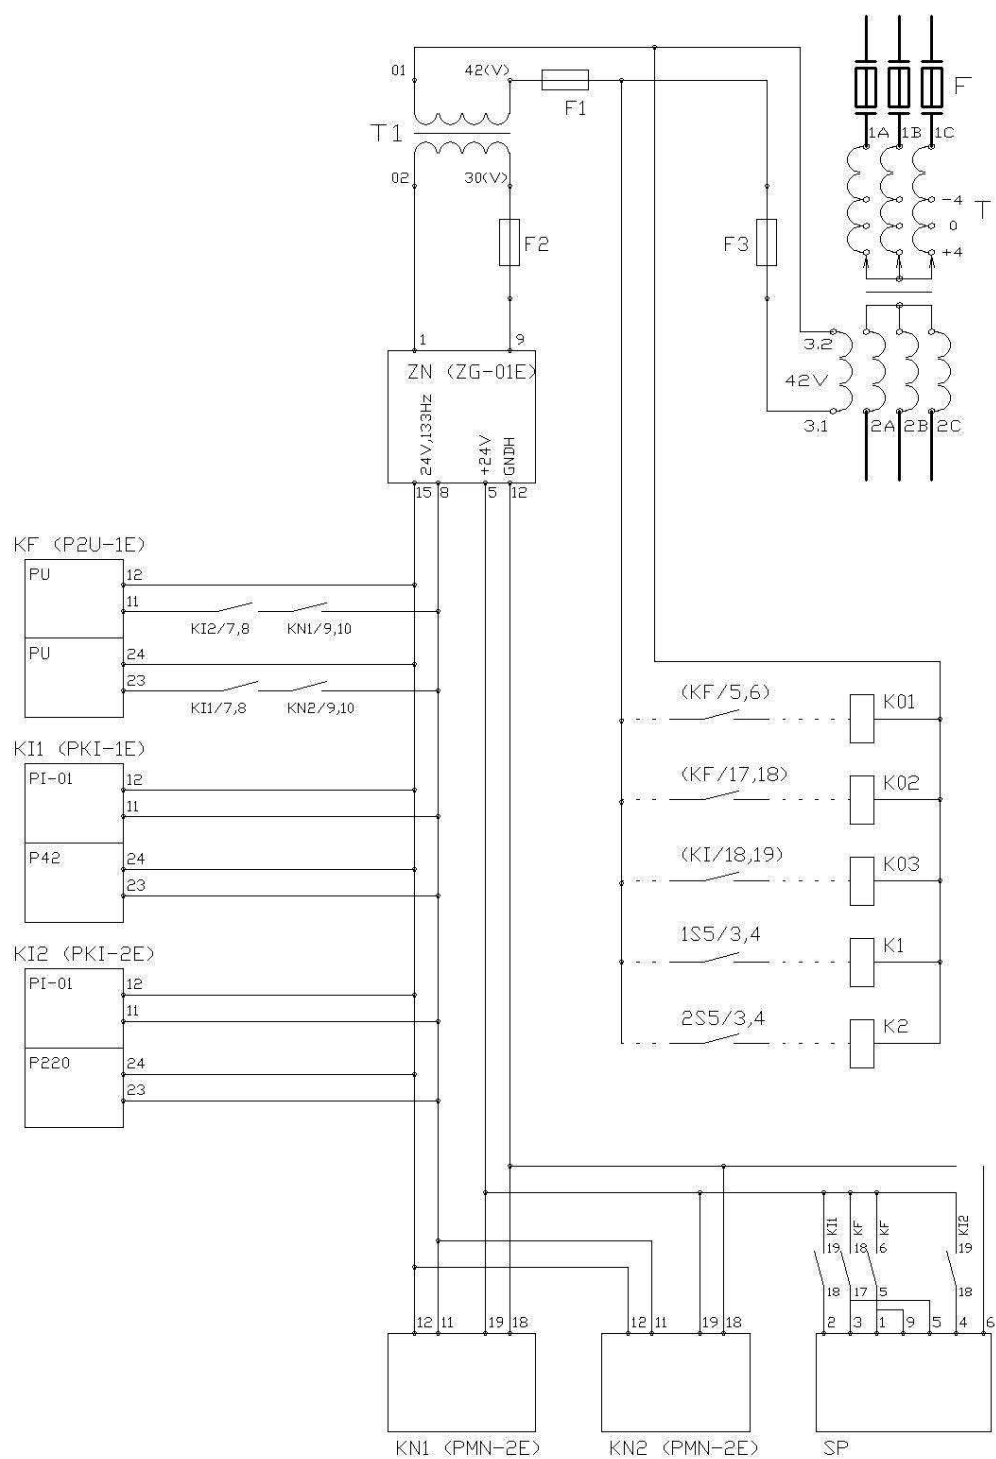 01 42(V)
F1
T1
02 30(V)
F2
F3
F
1A 1B 1C
-4
0
+4
T
3.2
42V
3.1
2A 2B 2C
1 9
ZN (ZG-01E)
24V,133Hz
+24V
GNDH
15 8 5 12
KF (P2U-1E)
PU
12
11
KI2/7,8 KN1/9,10
PU
24
23
KI1/7,8 KN2/9,10
KI1 (PKI-1E)
PI-01
12
11
P42
24
23
KI2 (PKI-2E)
PI-01
12
11
P220
24
23
(KF/5,6) K01
(KF/17,18) K02
(KI/18,19) K03
1S5/3,4 K1
2S5/3,4 K2
KI1 KF KF KI2
19 18 6 19
18 17 5 18
12 11 19 18
12 11 19 18
2 3 1 9 5 4 6
KN1 (PMN-2E)
KN2 (PMN-2E)
SP